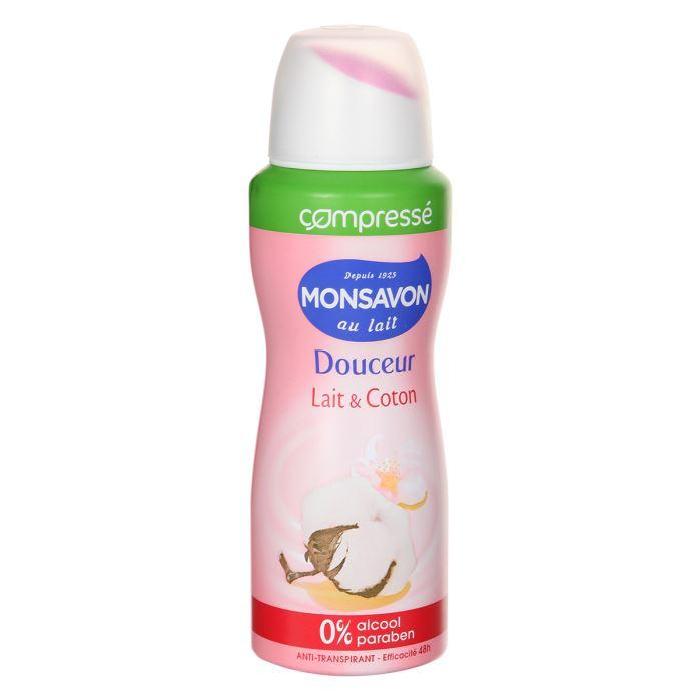 compressé
Depuis 1925
MONSAVON
au lait
Douceur
Lait & Coton
0% alcool
paraben
ANTI-TRANSPIRANT - Efficacité 48h